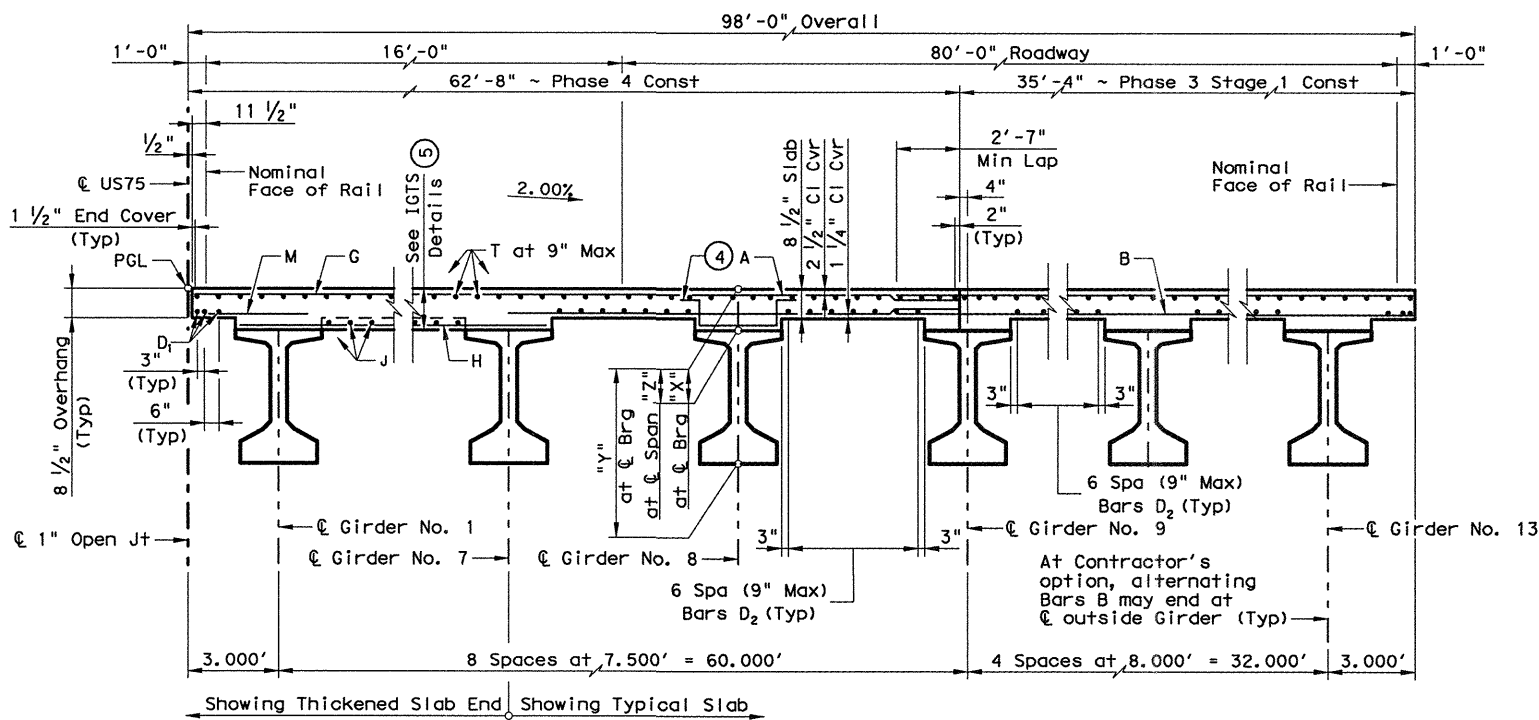 98'-0" Overall
1'-0"
16'-0"
80'-0" Roadway
1'-0"
62'-8" ~ Phase 4 Const
35'-4" ~ Phase 3 Stage 1 Const
11 1/2"
1/2"
Nominal
Face of Rail
℄ US75
1 1/2" End Cover
(Typ)
PGL
See IGTS
Details
5
2.00%
T at 9" Max
M
G
4
A
8 1/2" Slab
2 1/2" Cl Cvr
1 1/4" Cl Cvr
2'-7"
Min Lap
4"
2"
(Typ)
Nominal
Face of Rail
B
D₁
3"
(Typ)
6"
(Typ)
8 1/2" Overhang
(Typ)
J
H
"Y"
at ℄ Brg
"Z"
at ℄ Span
"X"
at ℄ Brg
3"
3"
6 Spa (9" Max)
Bars D₂ (Typ)
3"
3"
6 Spa (9" Max)
Bars D₂ (Typ)
℄ 1" Open Jt
℄ Girder No. 1
℄ Girder No. 7
℄ Girder No. 8
℄ Girder No. 9
℄ Girder No. 13
At Contractor's
option, alternating
Bars B may end at
℄ outside Girder (Typ)
3.000'
8 Spaces at 7.500' = 60.000'
4 Spaces at 8.000' = 32.000'
3.000'
Showing Thickened Slab End
Showing Typical Slab